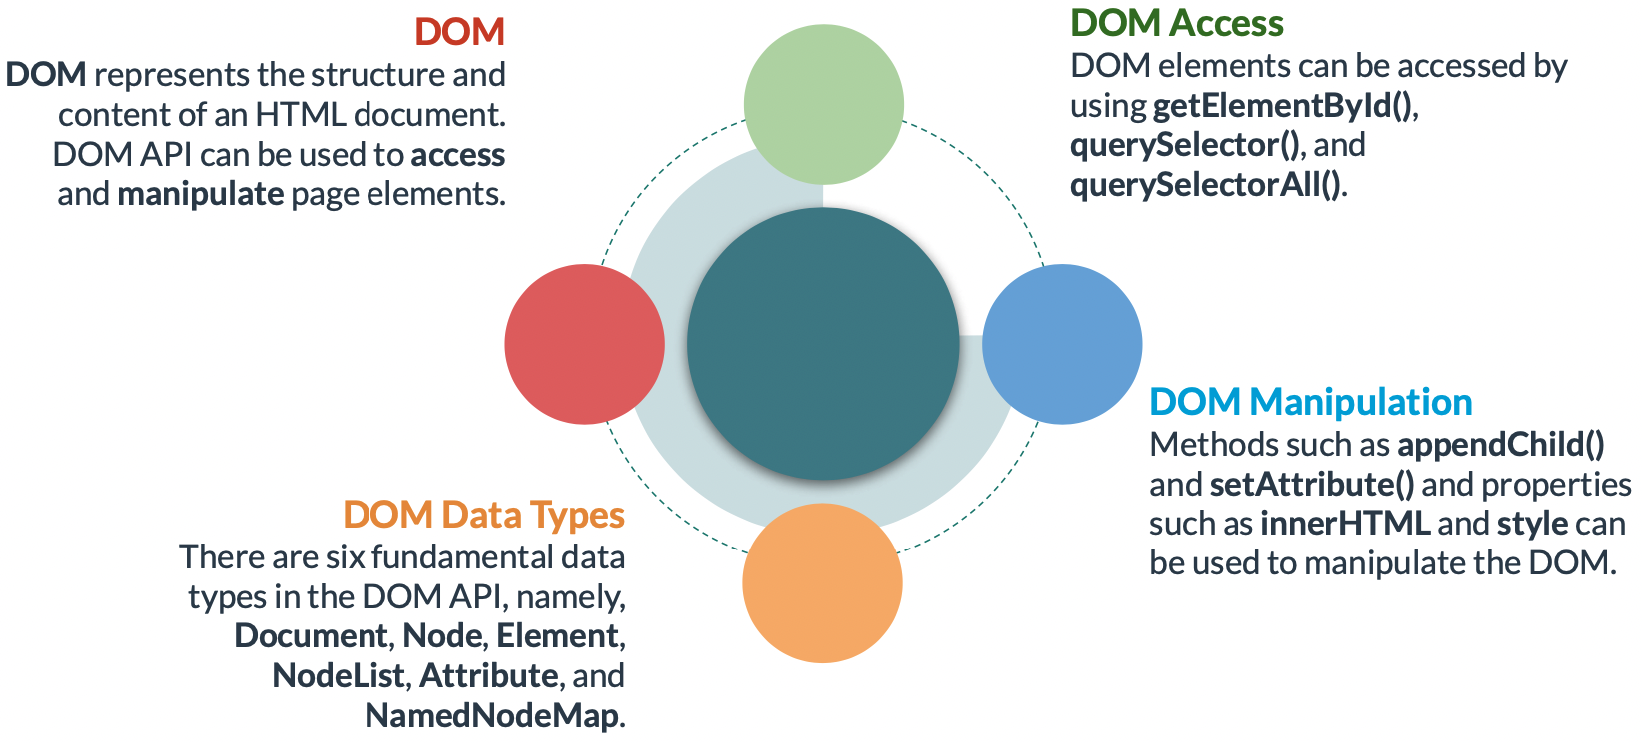 DOM
DOM represents the structure and
content of an HTML document.
DOM API can be used to access
and manipulate page elements.
DOM Access
DOM elements can be accessed by
using getElementById(),
querySelector(), and
querySelectorAll().
DOM Manipulation
Methods such as appendChild()
and setAttribute() and properties
such as innerHTML and style can
be used to manipulate the DOM.
DOM Data Types
There are six fundamental data
types in the DOM API, namely,
Document, Node, Element,
NodeList, Attribute, and
NamedNodeMap.